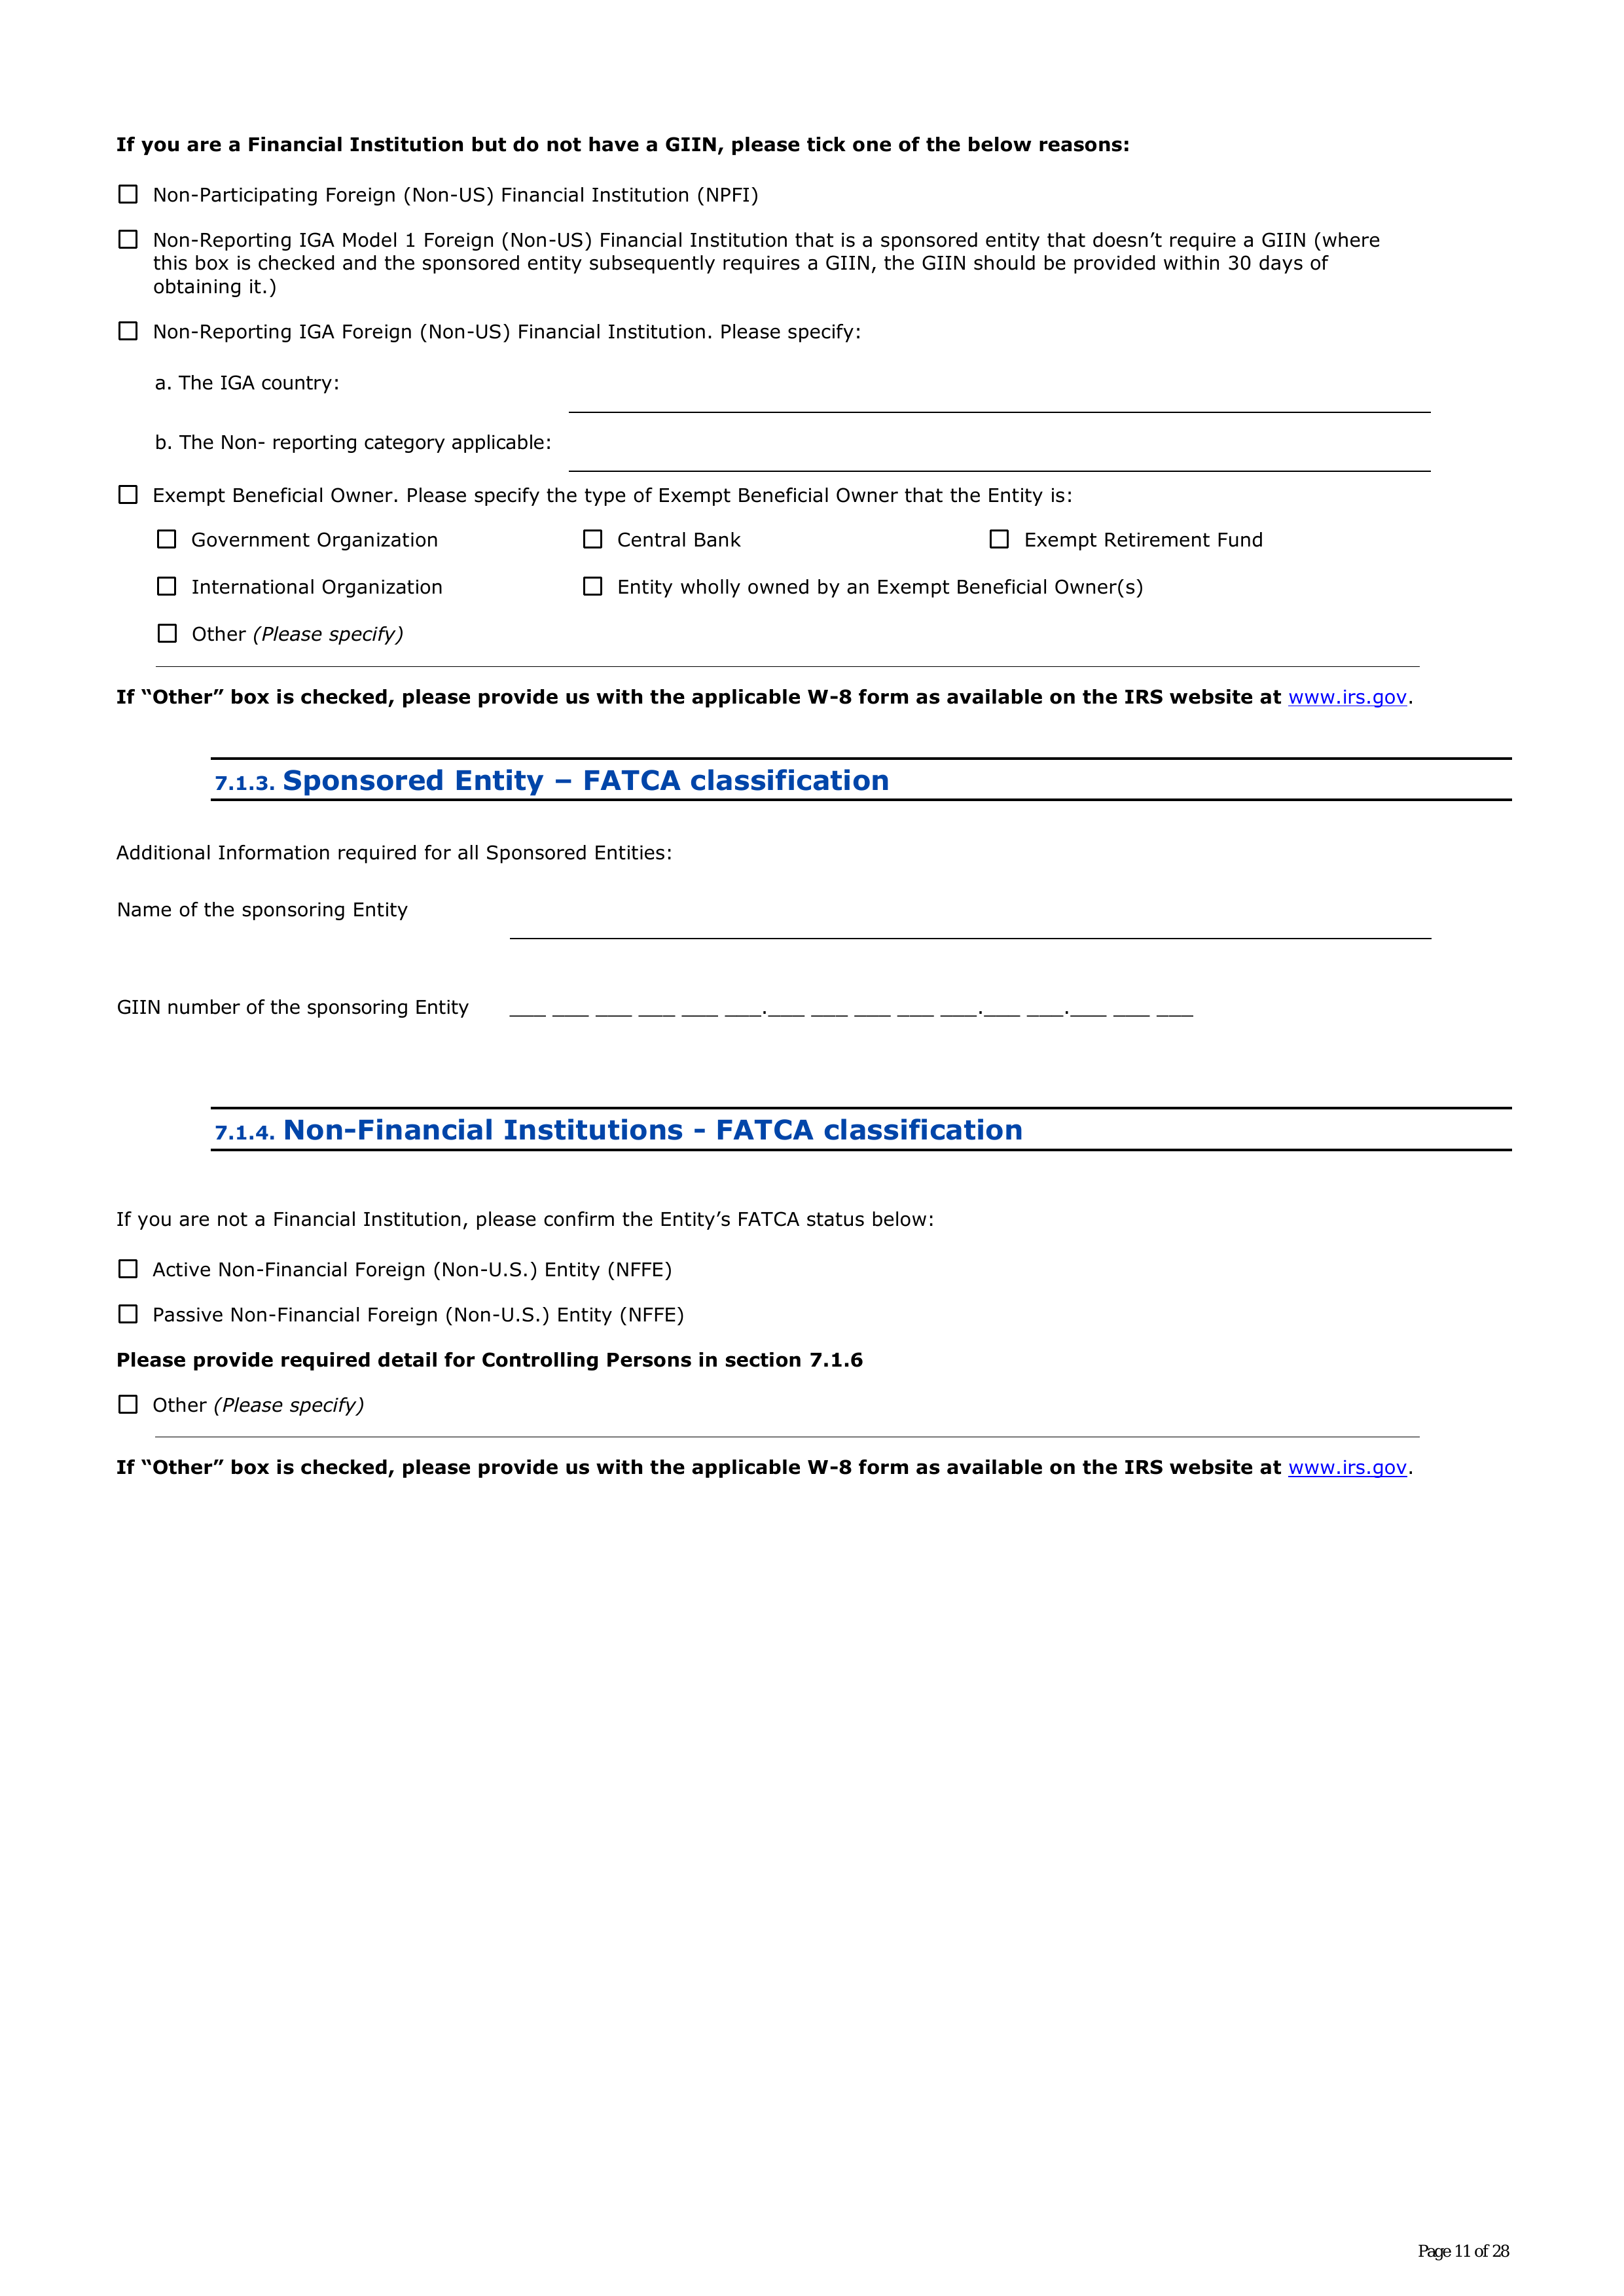 If you are a Financial Institution but do not have a GIIN, please tick one of the below reasons:
Non-Participating Foreign (Non-US) Financial Institution (NPFI)
Non-Reporting IGA Model 1 Foreign (Non-US) Financial Institution that is a sponsored entity that doesn’t require a GIIN (where
this box is checked and the sponsored entity subsequently requires a GIIN, the GIIN should be provided within 30 days of
obtaining it.)
Non-Reporting IGA Foreign (Non-US) Financial Institution. Please specify:
a. The IGA country:
b. The Non- reporting category applicable:
Exempt Beneficial Owner. Please specify the type of Exempt Beneficial Owner that the Entity is:
Government Organization Central Bank Exempt Retirement Fund
International Organization Entity wholly owned by an Exempt Beneficial Owner(s)
Other (Please specify)
If “Other” box is checked, please provide us with the applicable W-8 form as available on the IRS website at www.irs.gov.
7.1.3. Sponsored Entity – FATCA classification
Additional Information required for all Sponsored Entities:
Name of the sponsoring Entity
GIIN number of the sponsoring Entity ___ ___ ___ ___ ___ ___.___ ___ ___ ___ ___.___ ___.___ ___ ___
7.1.4. Non-Financial Institutions - FATCA classification
If you are not a Financial Institution, please confirm the Entity’s FATCA status below:
Active Non-Financial Foreign (Non-U.S.) Entity (NFFE)
Passive Non-Financial Foreign (Non-U.S.) Entity (NFFE)
Please provide required detail for Controlling Persons in section 7.1.6
Other (Please specify)
If “Other” box is checked, please provide us with the applicable W-8 form as available on the IRS website at www.irs.gov.
Page 11 of 28